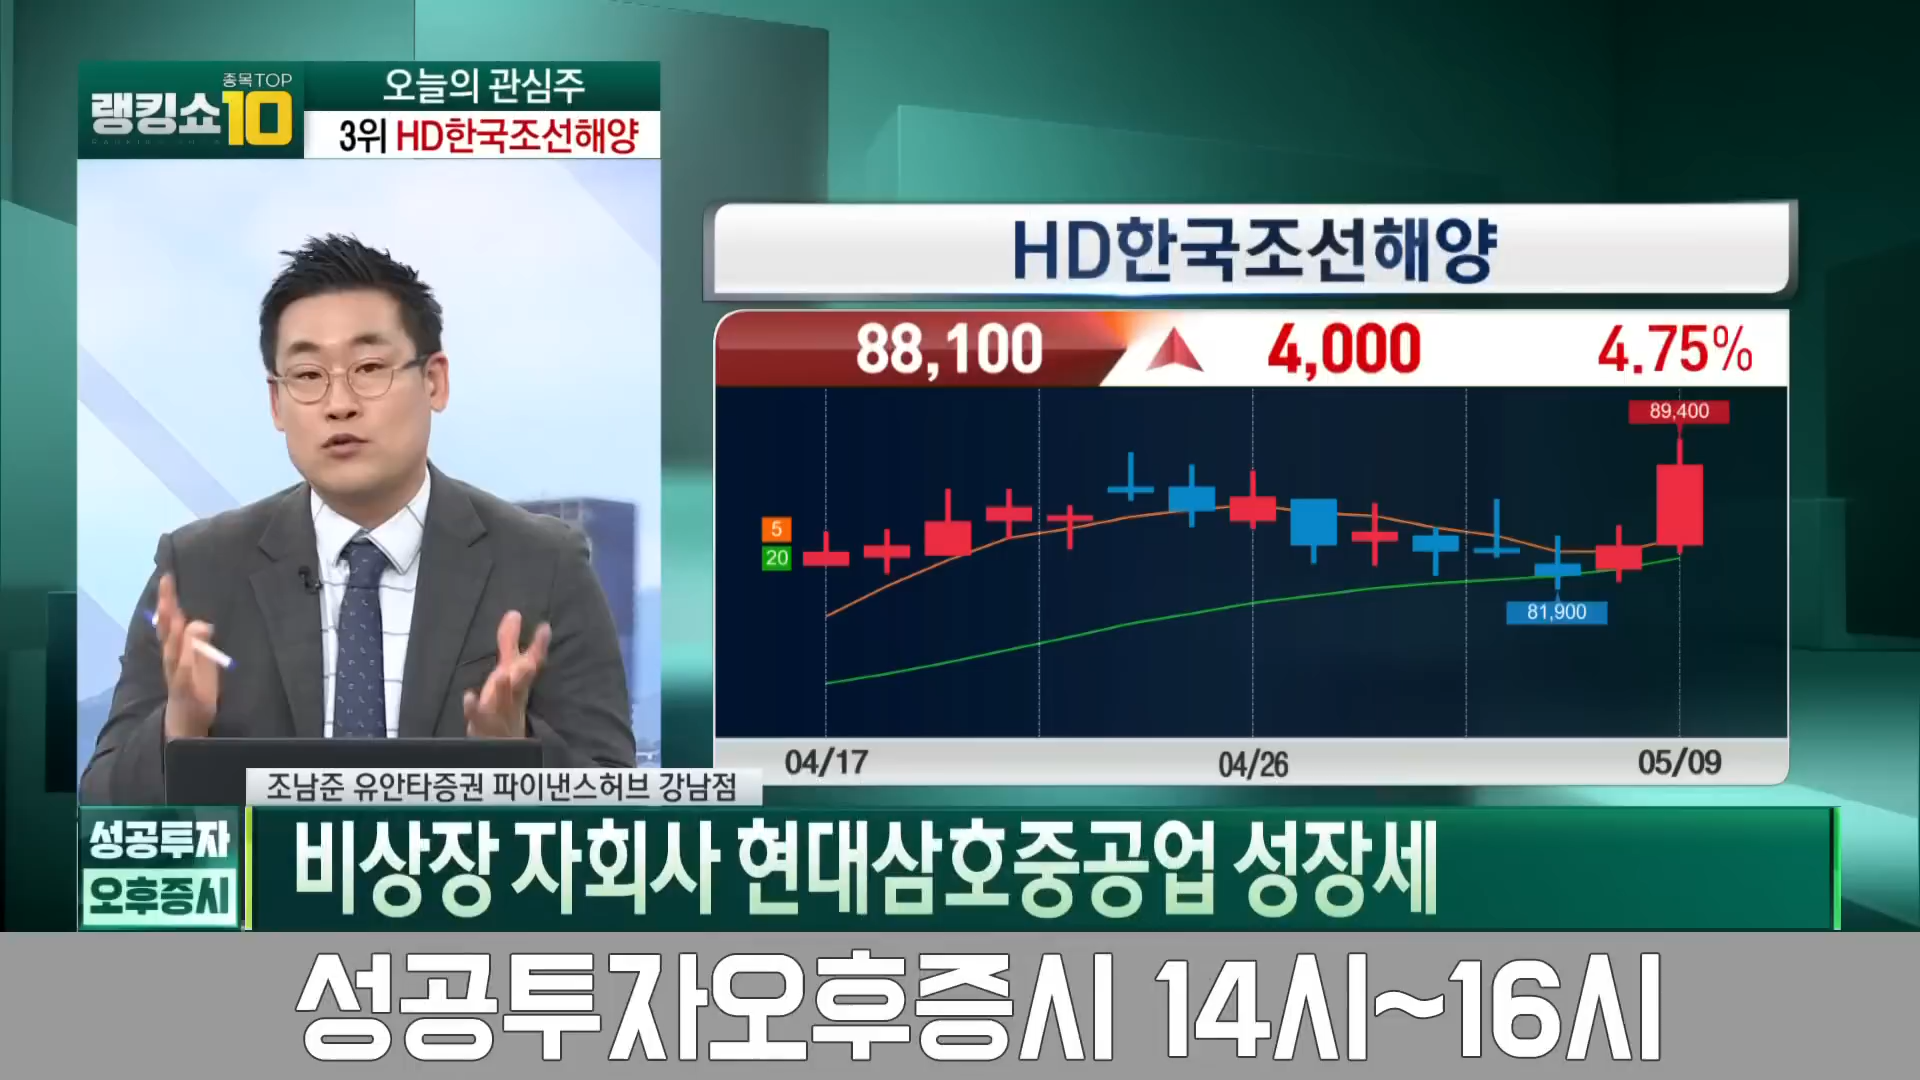 종목TOP
랭킹쇼10
오늘의 관심주
3위 HD한국조선해양
HD한국조선해양
88,100 4,000 4.75%
89,400
5
20
81,900
04/17 04/26 05/09
조남준 유안타증권 파이낸스허브 강남점
성공투자
오후증시
비상장 자회사 현대삼호중공업 성장세
성공투자오후증시 14시~16시